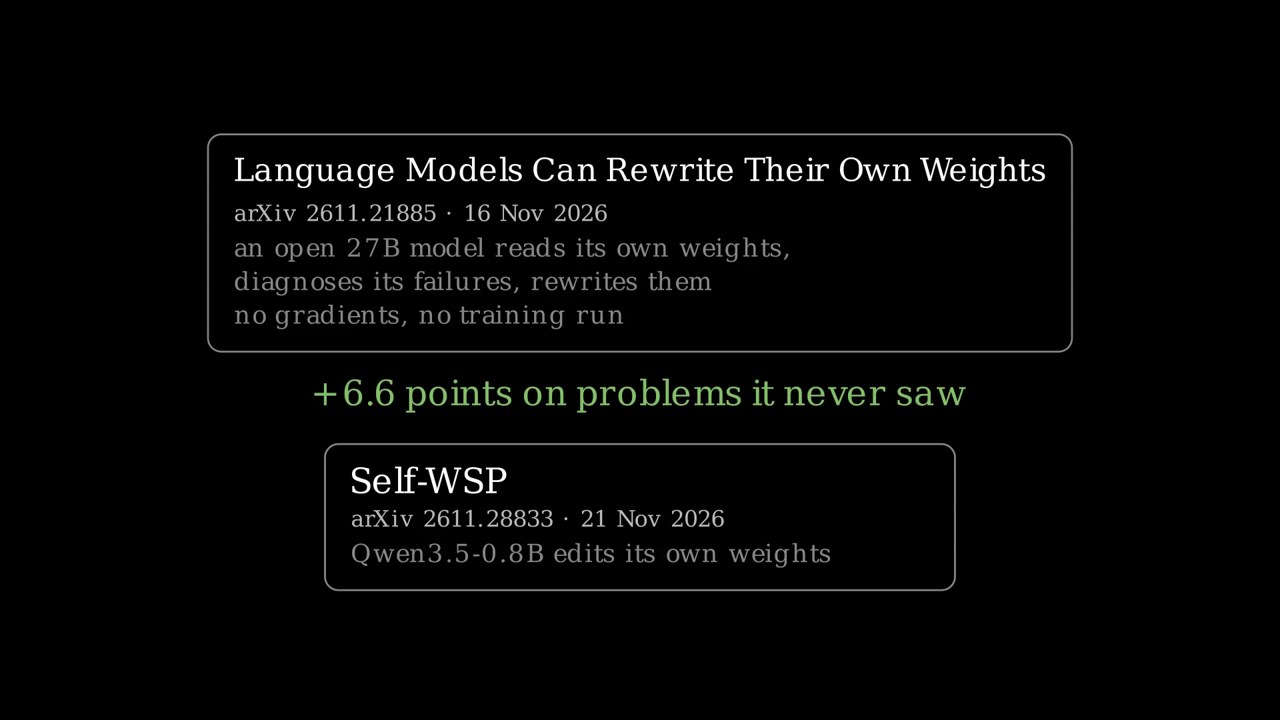 Language Models Can Rewrite Their Own Weights
arXiv 2611.21885 · 16 Nov 2026
an open 27B model reads its own weights,
diagnoses its failures, rewrites them
no gradients, no training run
+6.6 points on problems it never saw
Self-WSP
arXiv 2611.28833 · 21 Nov 2026
Qwen3.5-0.8B edits its own weights